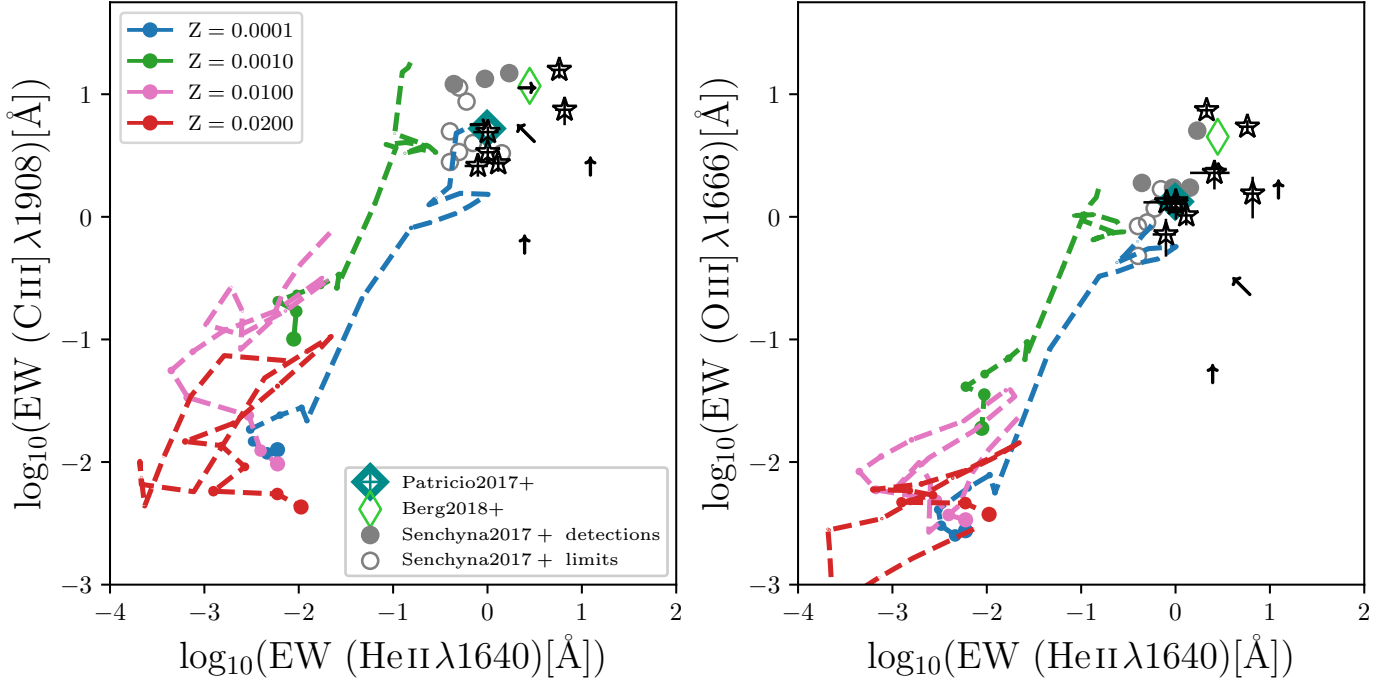 Z = 0.0001
Z = 0.0010
Z = 0.0100
Z = 0.0200
Patricio2017+
Berg2018+
Senchyna2017 + detections
Senchyna2017 + limits
log₁₀(EW (C III] λ1908)[Å]
1
0
−1
−2
−3
−4 −3 −2 −1 0 1 2
log₁₀(EW (He II λ1640)[Å])
log₁₀(EW (O III] λ1666)[Å]
1
0
−1
−2
−3
−4 −3 −2 −1 0 1 2
log₁₀(EW (He II λ1640)[Å])